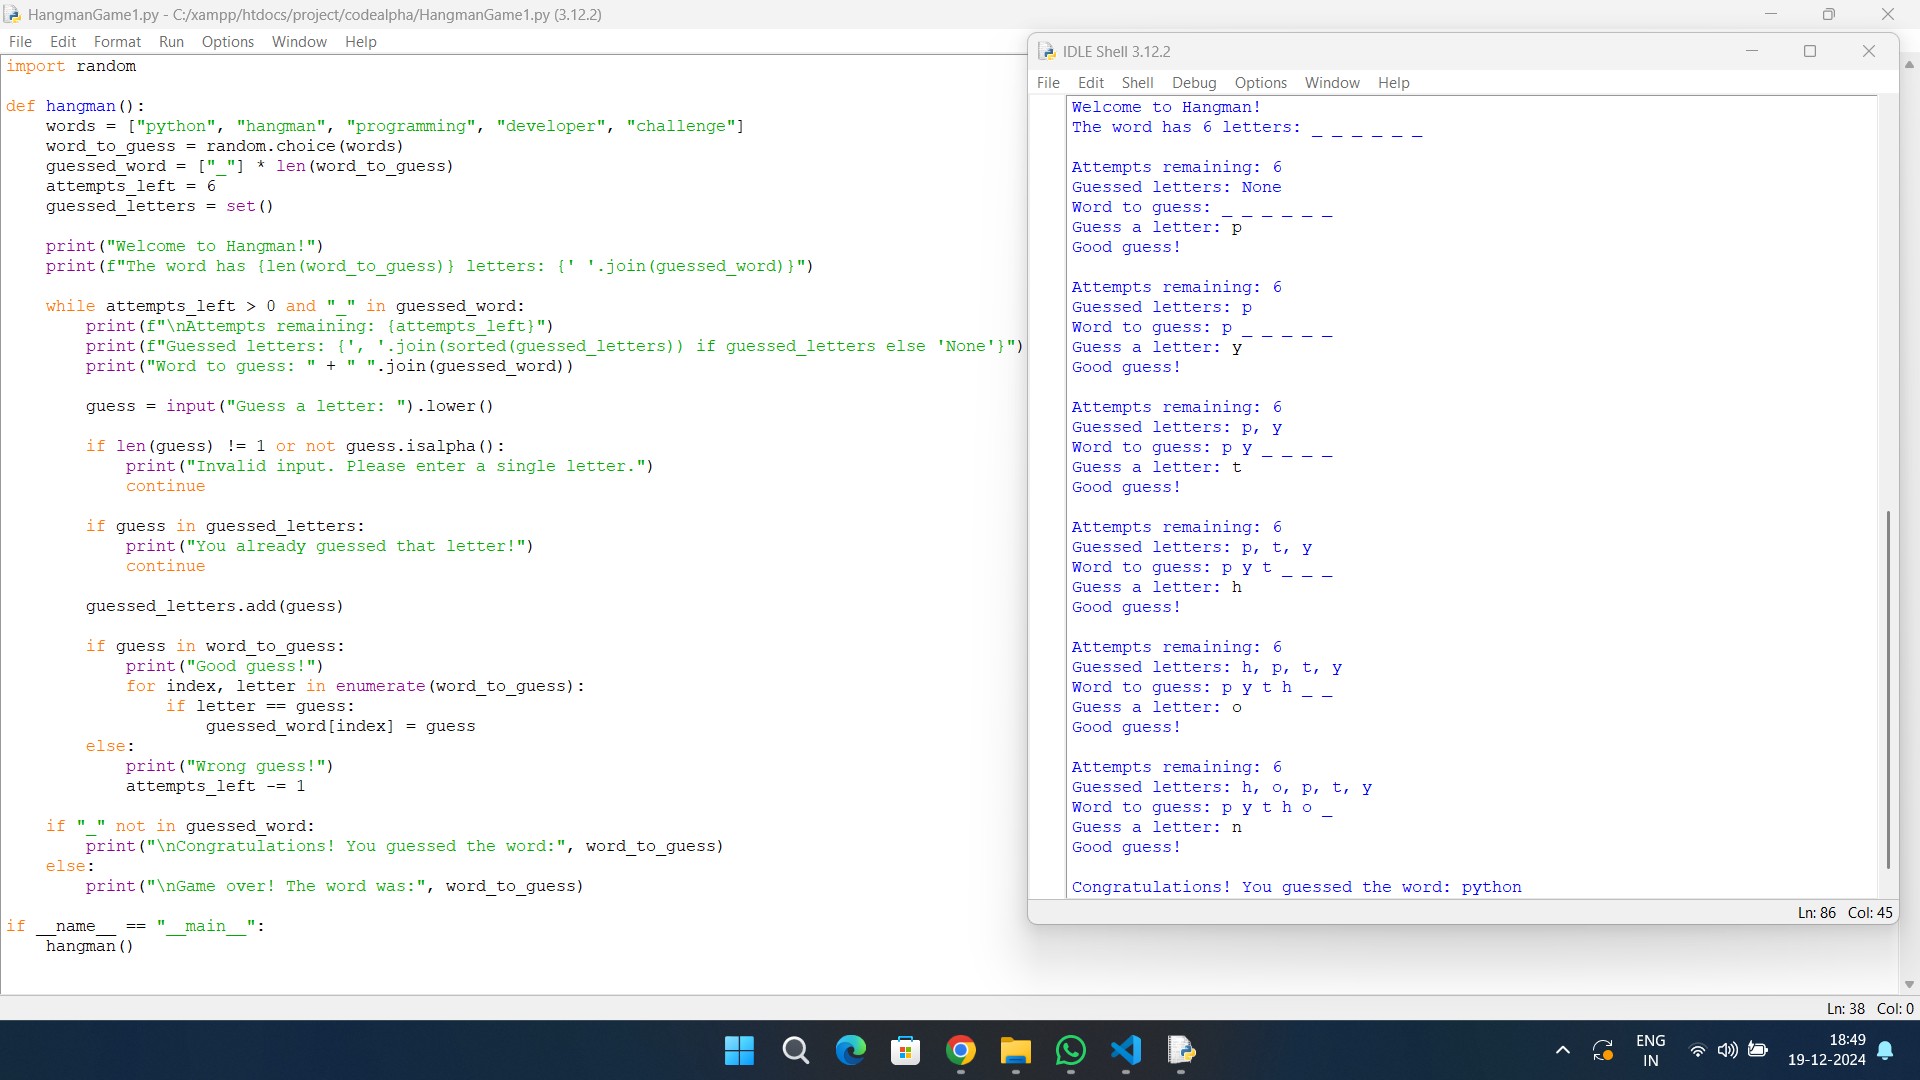 HangmanGame1.py - C:/xampp/htdocs/project/codealpha/HangmanGame1.py (3.12.2)
File Edit Format Run Options Window Help
import random

def hangman():
    words = ["python", "hangman", "programming", "developer", "challenge"]
    word_to_guess = random.choice(words)
    guessed_word = ["_"] * len(word_to_guess)
    attempts_left = 6
    guessed_letters = set()

    print("Welcome to Hangman!")
    print(f"The word has {len(word_to_guess)} letters: {' '.join(guessed_word)}")

    while attempts_left > 0 and "_" in guessed_word:
        print(f"\nAttempts remaining: {attempts_left}")
        print(f"Guessed letters: {', '.join(sorted(guessed_letters)) if guessed_letters else 'None'}")
        print("Word to guess: " + " ".join(guessed_word))

        guess = input("Guess a letter: ").lower()

        if len(guess) != 1 or not guess.isalpha():
            print("Invalid input. Please enter a single letter.")
            continue

        if guess in guessed_letters:
            print("You already guessed that letter!")
            continue

        guessed_letters.add(guess)

        if guess in word_to_guess:
            print("Good guess!")
            for index, letter in enumerate(word_to_guess):
                if letter == guess:
                    guessed_word[index] = guess
        else:
            print("Wrong guess!")
            attempts_left -= 1

    if "_" not in guessed_word:
        print("\nCongratulations! You guessed the word:", word_to_guess)
    else:
        print("\nGame over! The word was:", word_to_guess)

if __name__ == "__main__":
    hangman()
Ln: 38 Col: 0
IDLE Shell 3.12.2
File Edit Shell Debug Options Window Help
Welcome to Hangman!
The word has 6 letters: _ _ _ _ _ _

Attempts remaining: 6
Guessed letters: None
Word to guess: _ _ _ _ _ _
Guess a letter: p
Good guess!

Attempts remaining: 6
Guessed letters: p
Word to guess: p _ _ _ _ _
Guess a letter: y
Good guess!

Attempts remaining: 6
Guessed letters: p, y
Word to guess: p y _ _ _ _
Guess a letter: t
Good guess!

Attempts remaining: 6
Guessed letters: p, t, y
Word to guess: p y t _ _ _
Guess a letter: h
Good guess!

Attempts remaining: 6
Guessed letters: h, p, t, y
Word to guess: p y t h _ _
Guess a letter: o
Good guess!

Attempts remaining: 6
Guessed letters: h, o, p, t, y
Word to guess: p y t h o _
Guess a letter: n
Good guess!

Congratulations! You guessed the word: python
Ln: 86 Col: 45
ENG
IN
18:49
19-12-2024